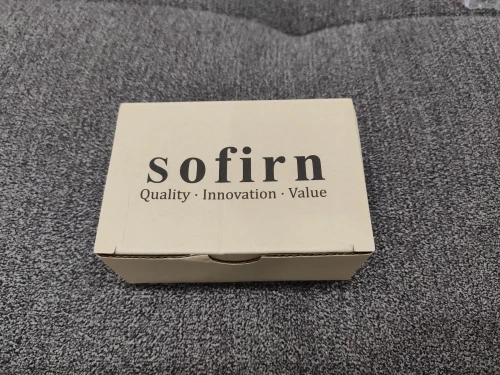 sofirn
Quality · Innovation · Value